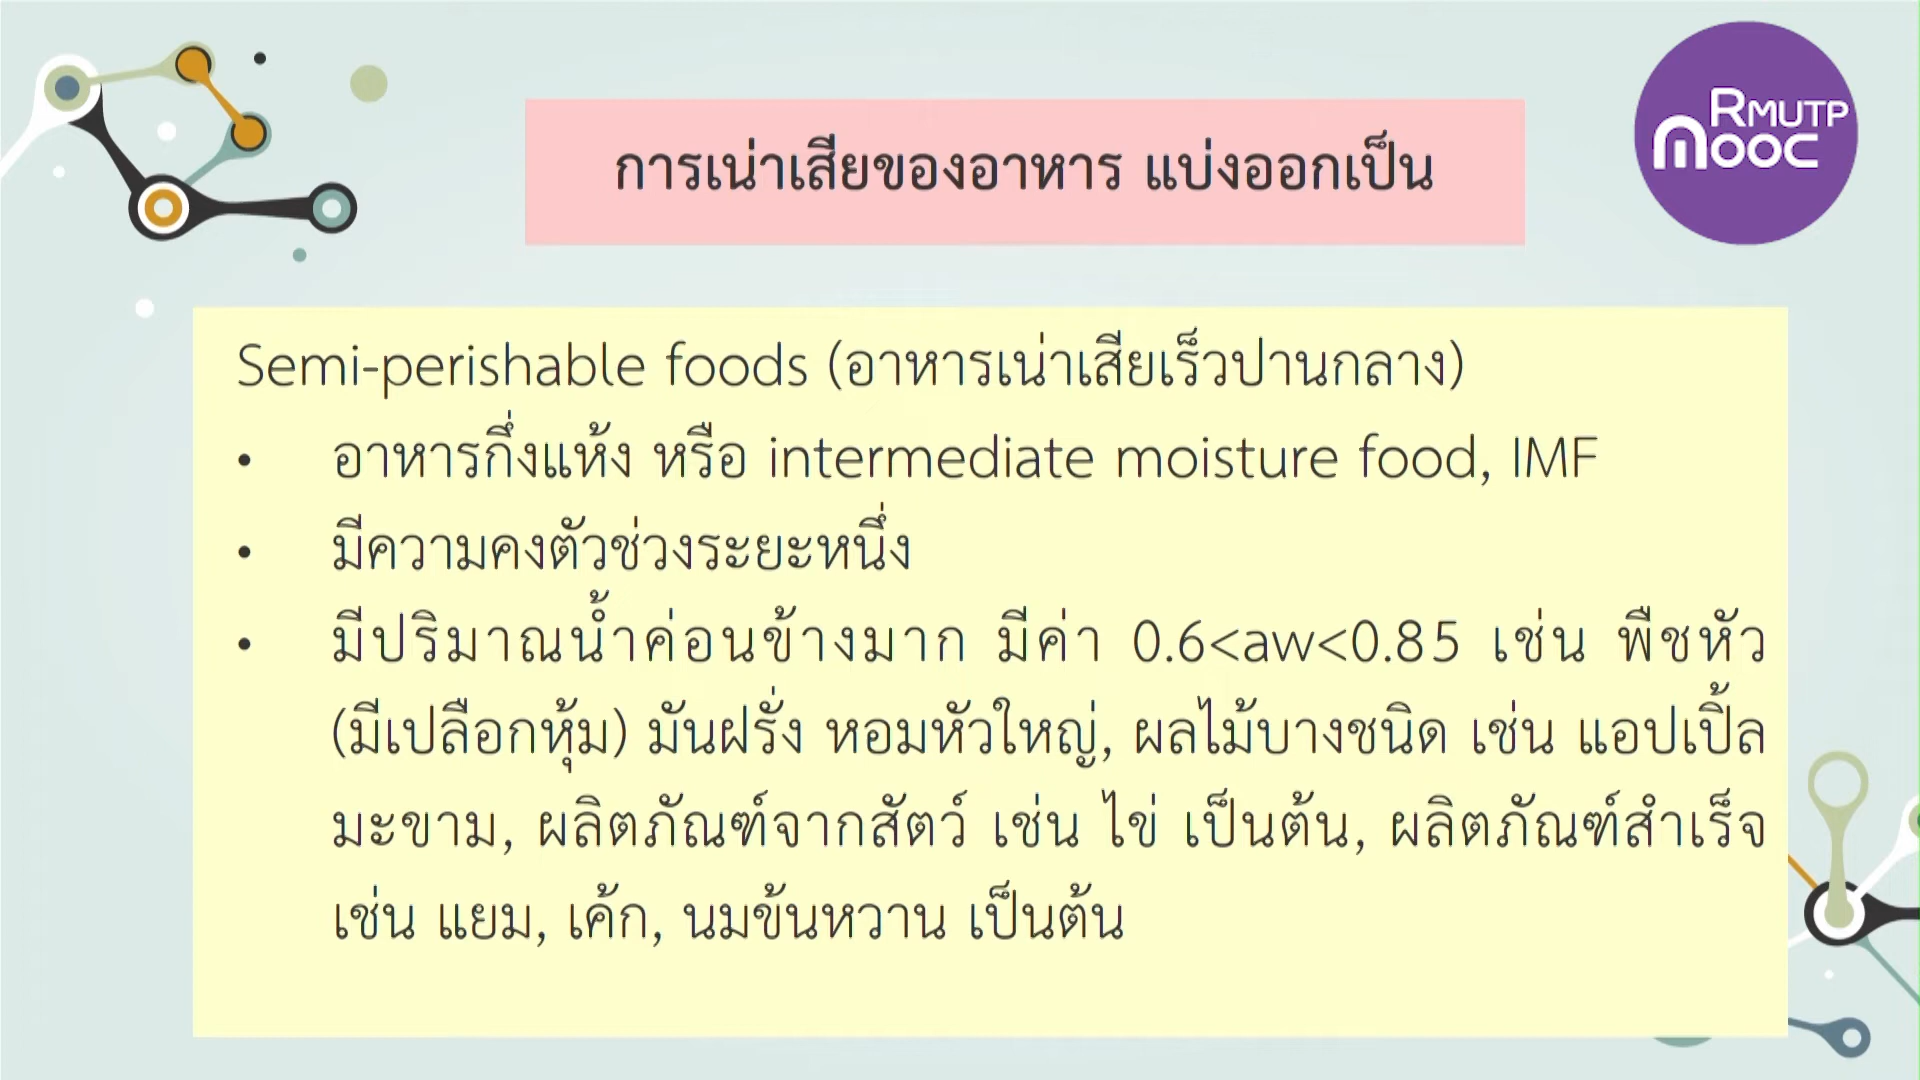 RMUTP
MOOC
การเน่าเสียของอาหาร แบ่งออกเป็น
Semi-perishable foods (อาหารเน่าเสียเร็วปานกลาง)
• อาหารกึ่งแห้ง หรือ intermediate moisture food, IMF
• มีความคงตัวช่วงระยะหนึ่ง
• มีปริมาณน้ำค่อนข้างมาก มีค่า 0.6<aw<0.85 เช่น พืชหัว
(มีเปลือกหุ้ม) มันฝรั่ง หอมหัวใหญ่, ผลไม้บางชนิด เช่น แอปเปิ้ล
มะขาม, ผลิตภัณฑ์จากสัตว์ เช่น ไข่ เป็นต้น, ผลิตภัณฑ์สำเร็จ
เช่น แยม, เค้ก, นมข้นหวาน เป็นต้น